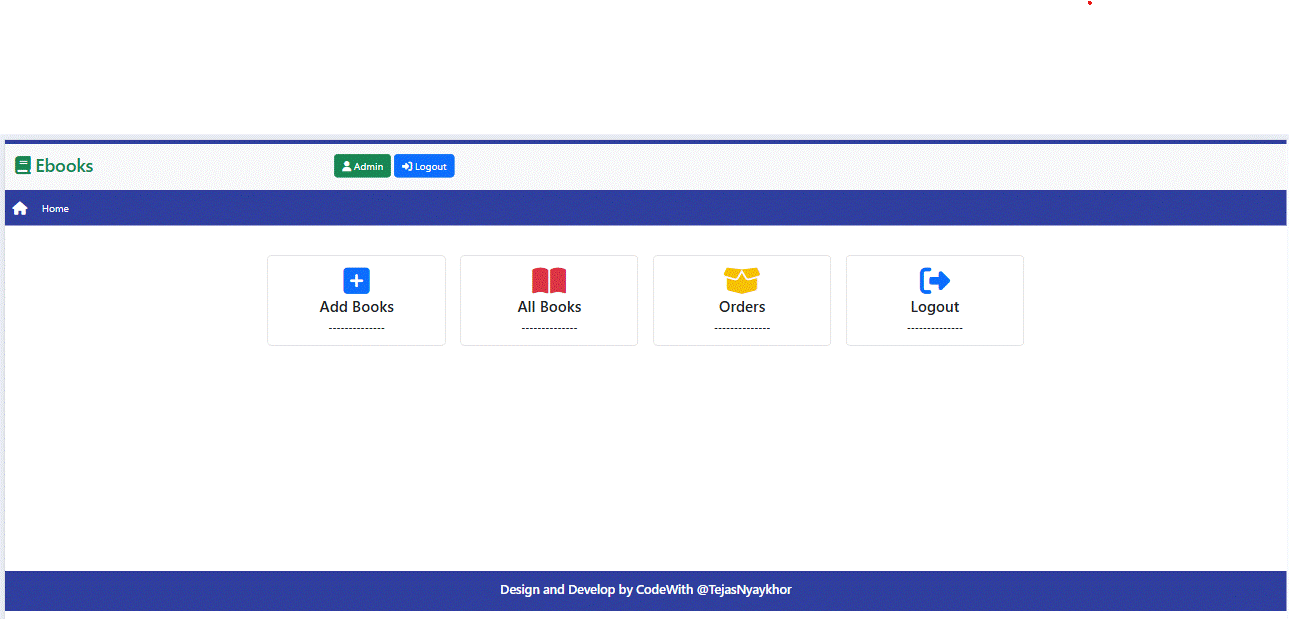 Ebooks
Admin
Logout
Home
Add Books
--------------
All Books
--------------
Orders
--------------
Logout
--------------
Design and Develop by CodeWith @TejasNyaykhor